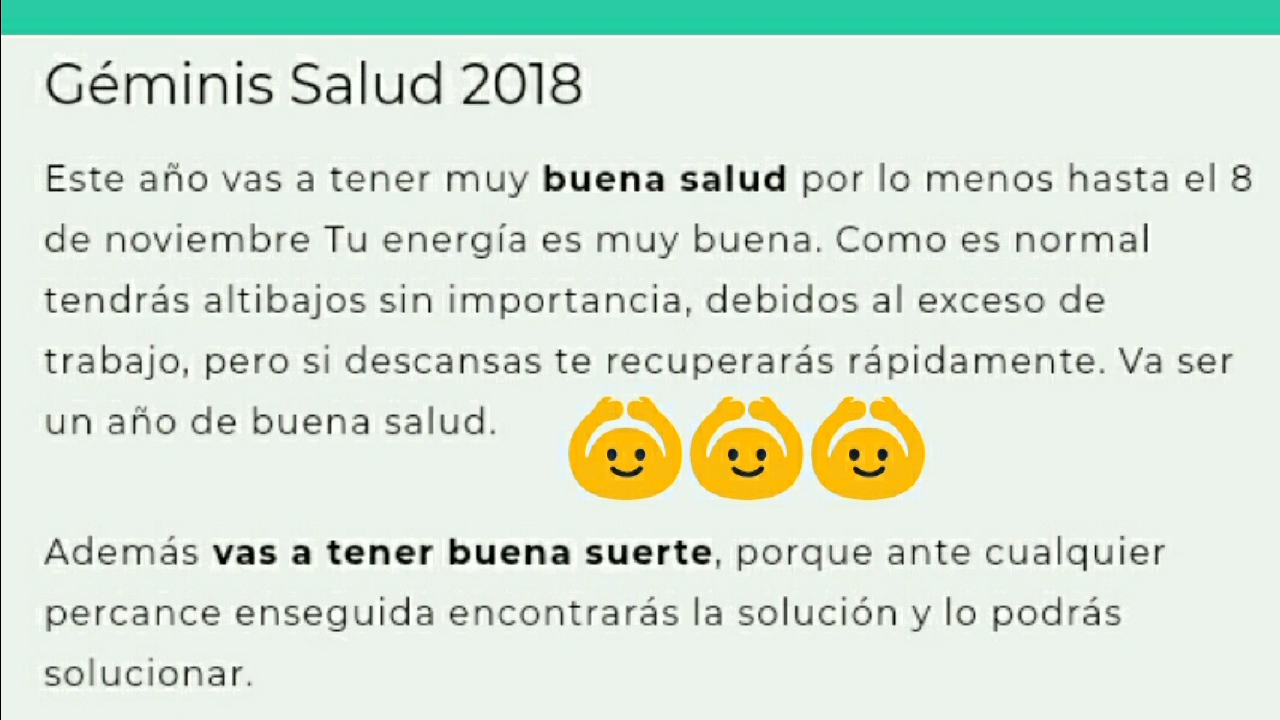 Géminis Salud 2018
Este año vas a tener muy buena salud por lo menos hasta el 8
de noviembre Tu energía es muy buena. Como es normal
tendrás altibajos sin importancia, debidos al exceso de
trabajo, pero si descansas te recuperarás rápidamente. Va ser
un año de buena salud.
Además vas a tener buena suerte, porque ante cualquier
percance enseguida encontrarás la solución y lo podrás
solucionar.